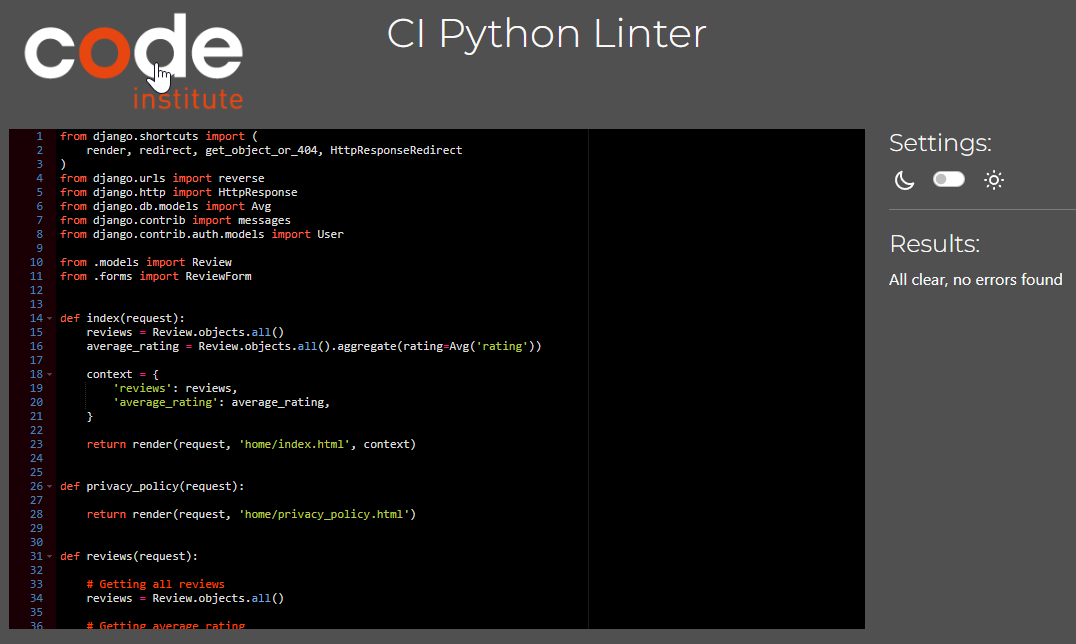 code
institute
CI Python Linter
1 from django.shortcuts import (
2 render, redirect, get_object_or_404, HttpResponseRedirect
3 )
4 from django.urls import reverse
5 from django.http import HttpResponse
6 from django.db.models import Avg
7 from django.contrib import messages
8 from django.contrib.auth.models import User
9
10 from .models import Review
11 from .forms import ReviewForm
12
13
14 def index(request):
15 reviews = Review.objects.all()
16 average_rating = Review.objects.all().aggregate(rating=Avg('rating'))
17
18 context = {
19 'reviews': reviews,
20 'average_rating': average_rating,
21 }
22
23 return render(request, 'home/index.html', context)
24
25
26 def privacy_policy(request):
27
28 return render(request, 'home/privacy_policy.html')
29
30
31 def reviews(request):
32
33 # Getting all reviews
34 reviews = Review.objects.all()
35
36 # Getting average rating
Settings:
Results:
All clear, no errors found